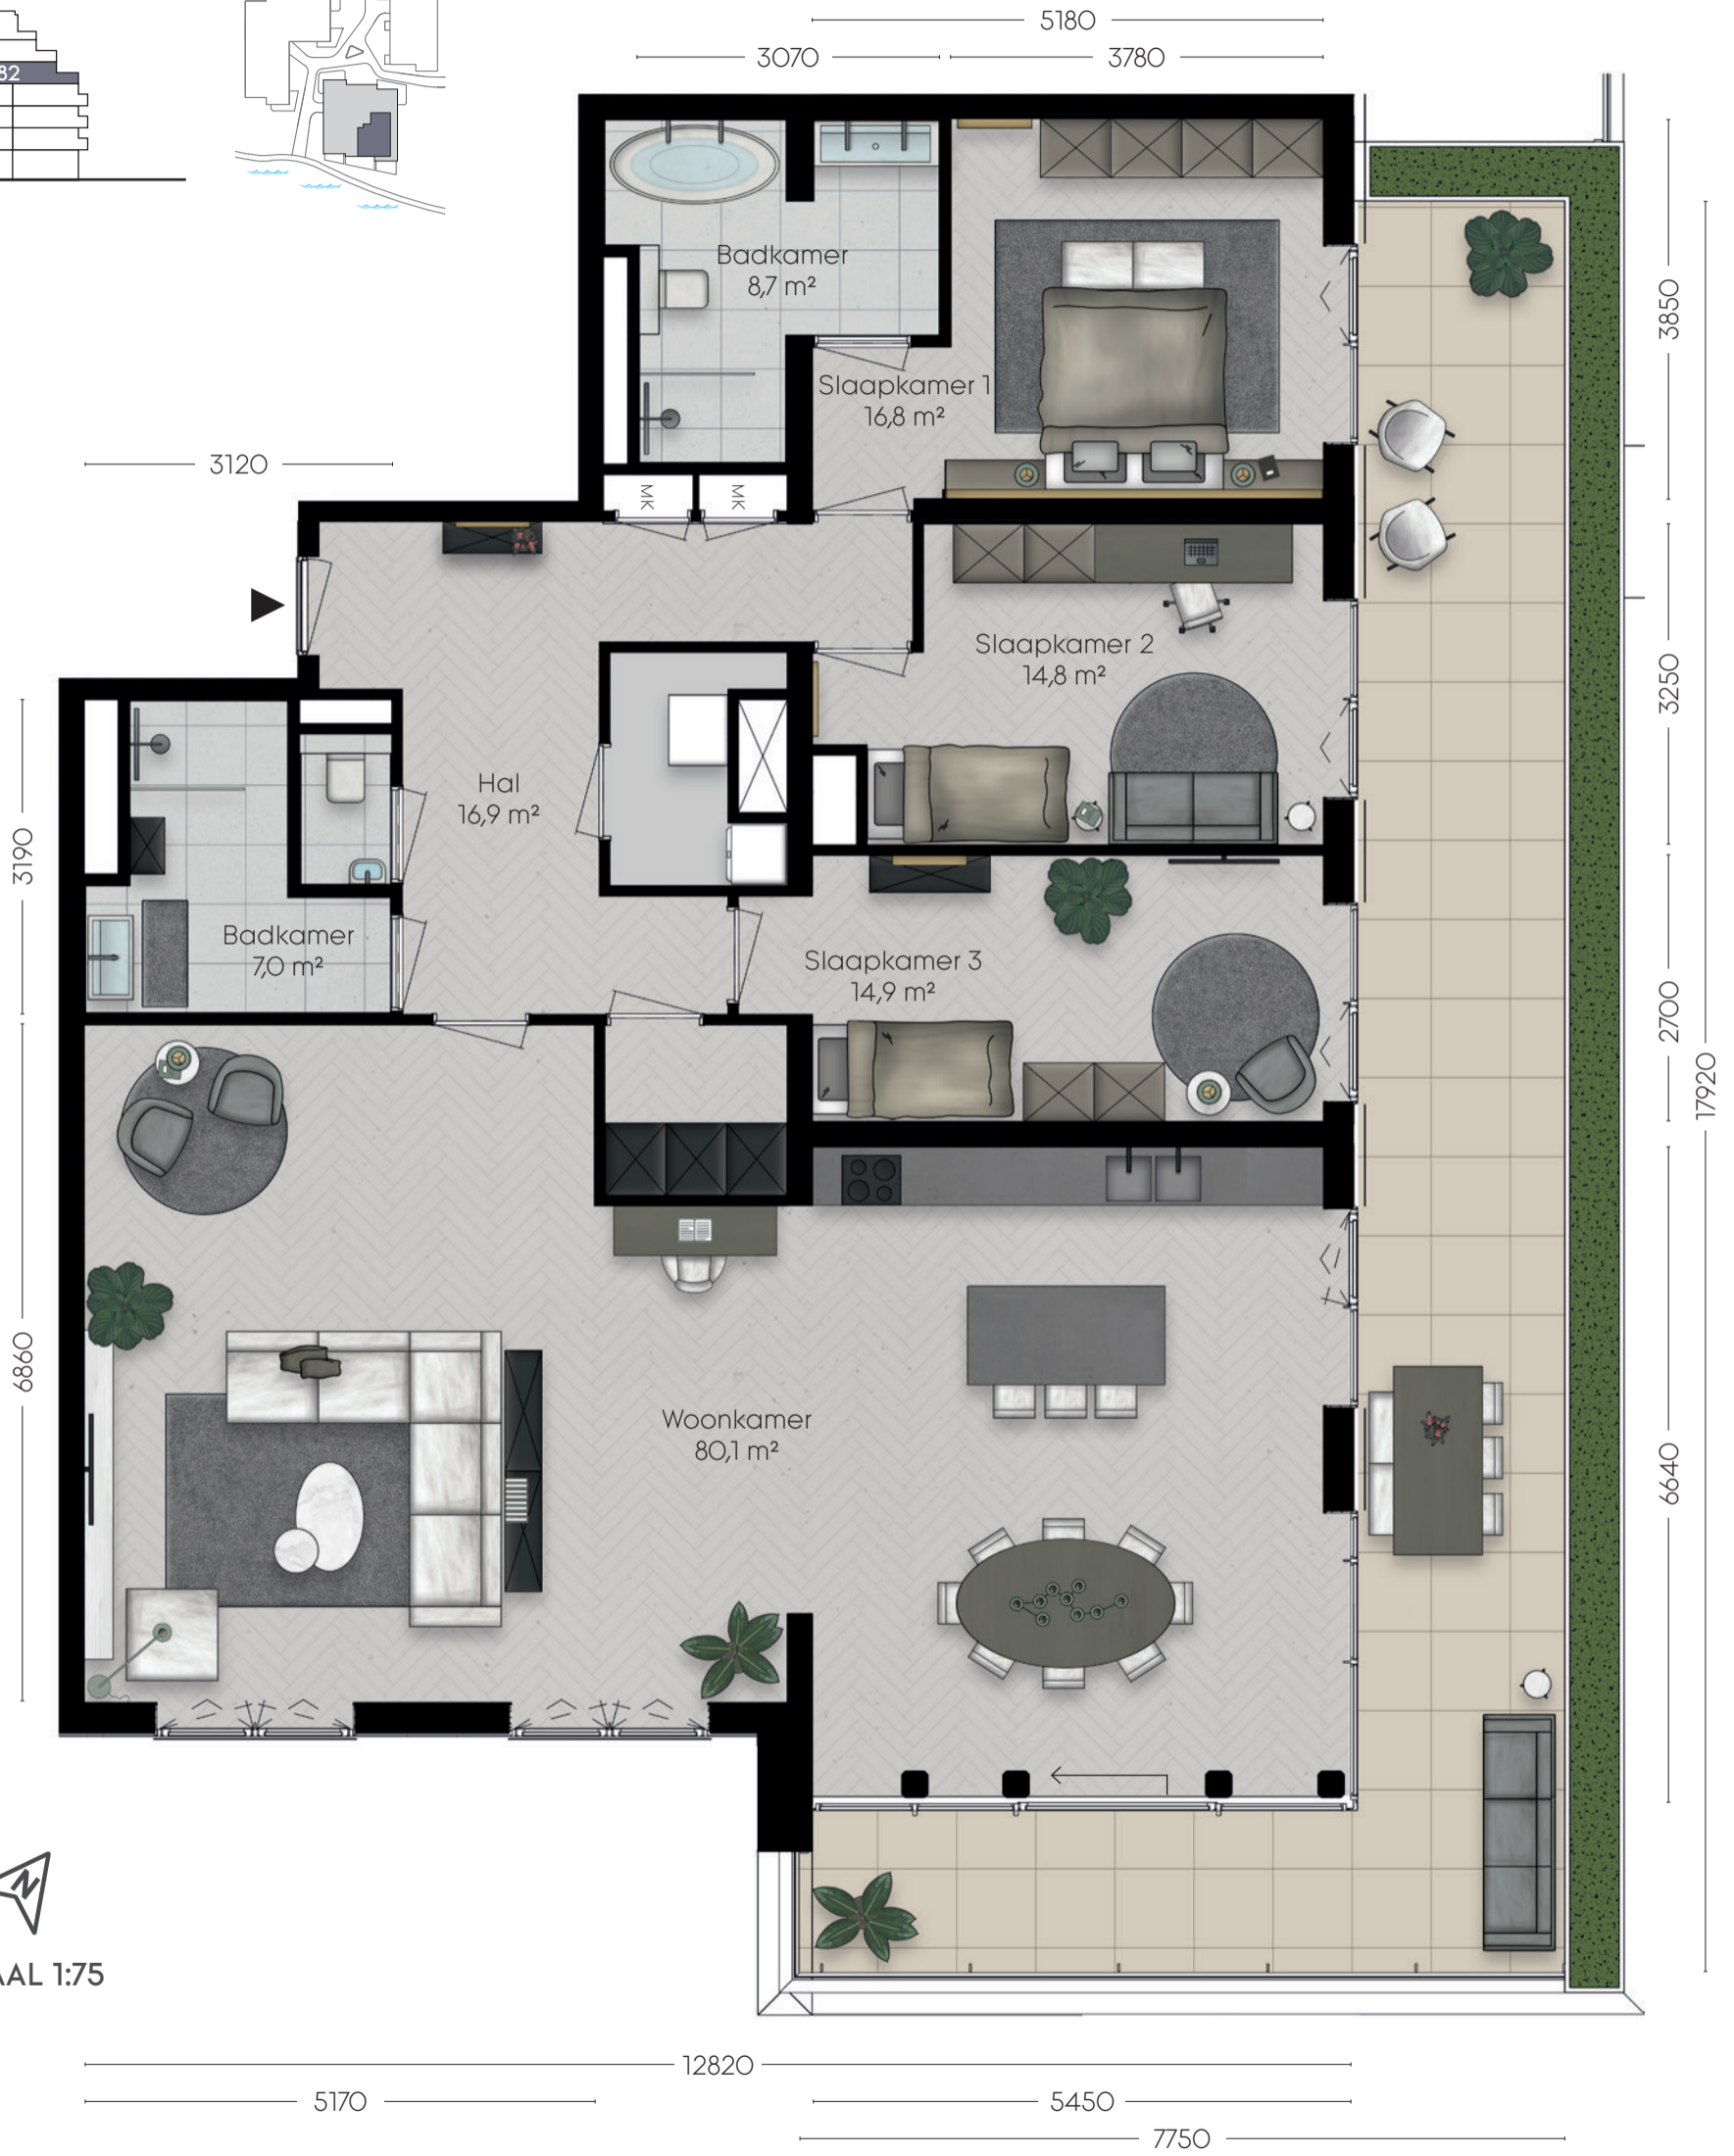 5180
3070
3780
82
Badkamer
8,7 m²
3850
Slaapkamer 1
16,8 m²
3120
MK
MK
Slaapkamer 2
14,8 m²
3250
Hal
16,9 m²
3190
Badkamer
7,0 m²
Slaapkamer 3
14,9 m²
2700
17920
6860
Woonkamer
80,1 m²
6640
N
AAL 1:75
12820
5170
5450
7750